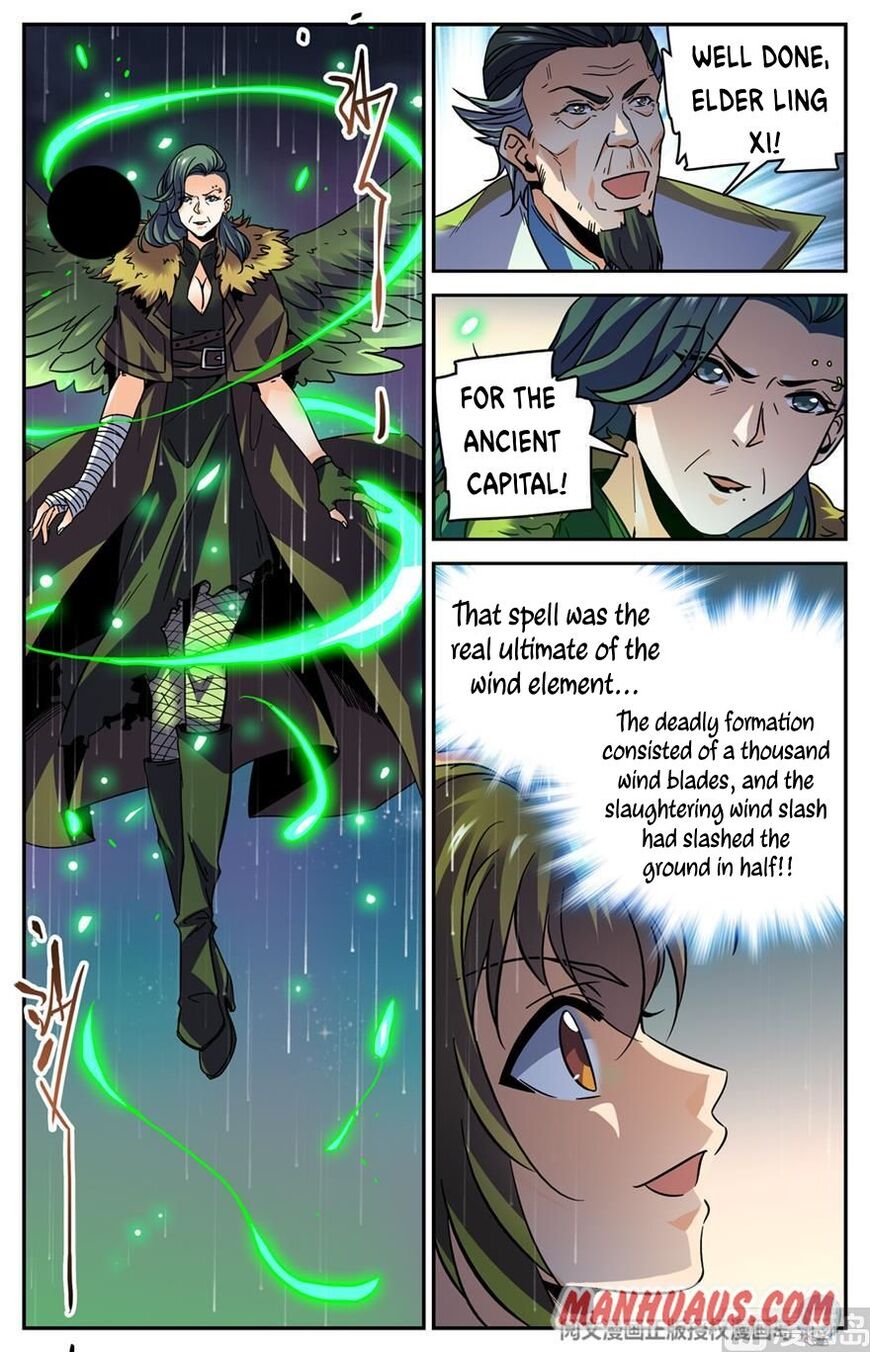 WELL DONE,
ELDER LING
XI!
FOR THE
ANCIENT
CAPITAL!
That spell was the
real ultimate of the
wind element...
The deadly formation
consisted of a thousand
wind blades, and the
slaughtering wind slash
had slashed the
ground in half!!
MANHUAUS.COM